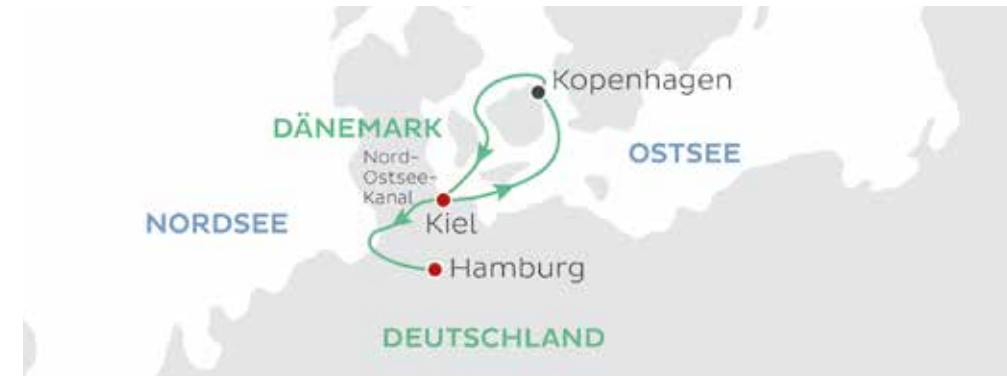 Kopenhagen
DÄNEMARK
Nord-
Ostsee-
Kanal
OSTSEE
NORDSEE
Kiel
Hamburg
DEUTSCHLAND